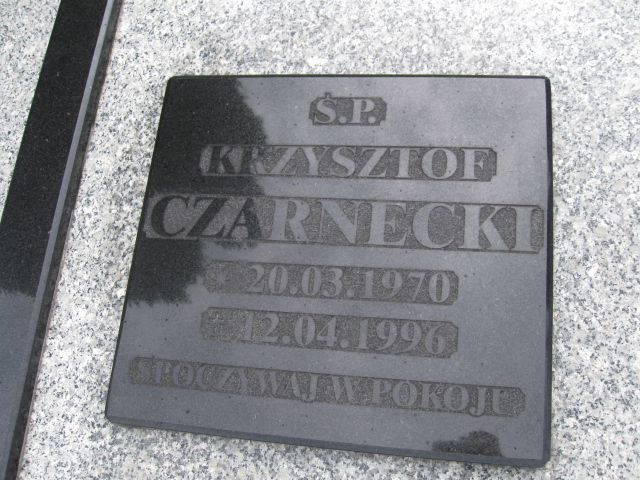 Ś.P.
KRZYSZTOF
CZARNECKI
* 20.03.1970
† 12.04.1996
SPOCZYWAJ W POKOJU